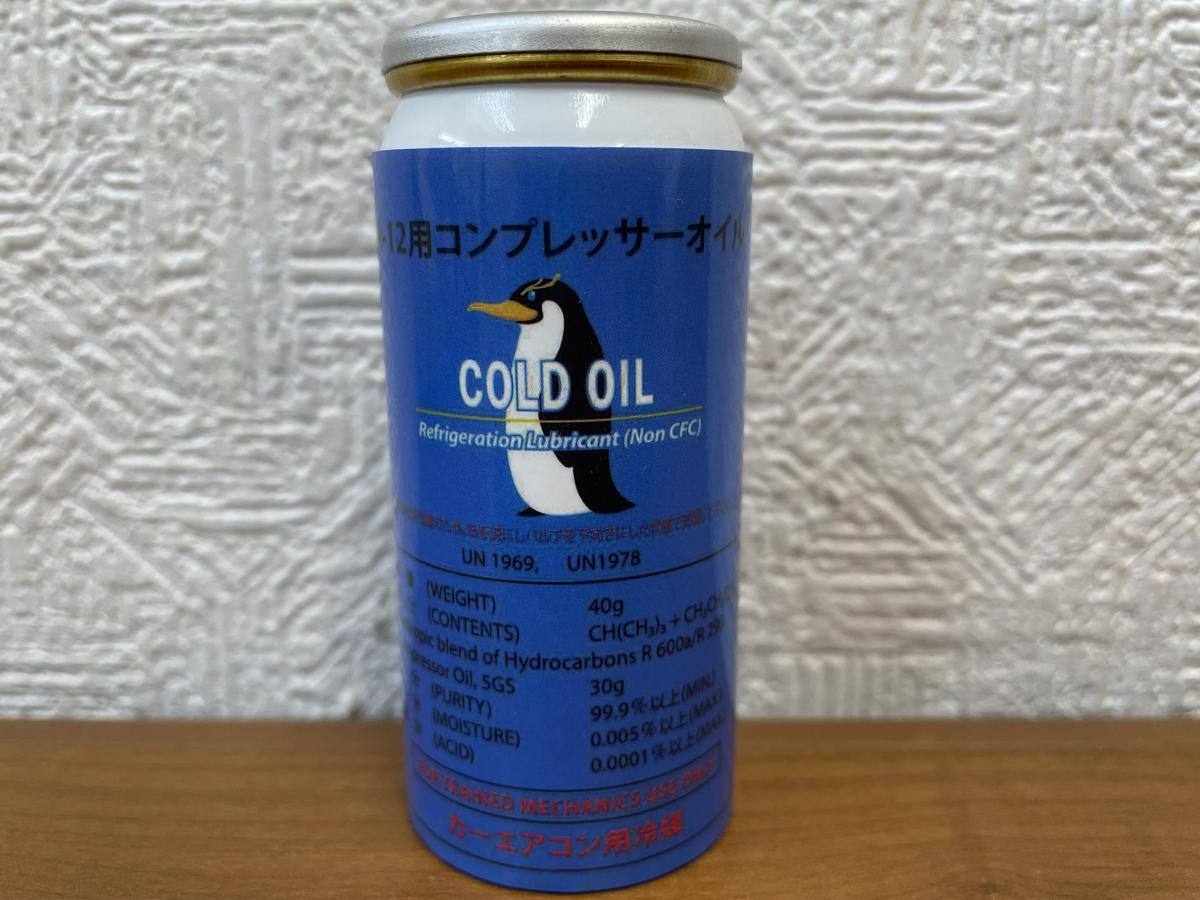 -12用コンプレッサーオイル
COLD OIL
Refrigeration Lubricant (Non CFC)
UN 1969, UN1978
(WEIGHT) 40g
(CONTENTS) CH(CH₃)₃ + CH₃CH₂
blend of Hydrocarbons R 600a/R 290
Oil, 5GS 30g
(PURITY) 99.9%以上(MIN.)
(MOISTURE) 0.005%以上(MAX.)
(ACID) 0.0001%以上(MAX.)
FOR TRAINED MECHANICS USE ONLY
カーエアコン用冷媒